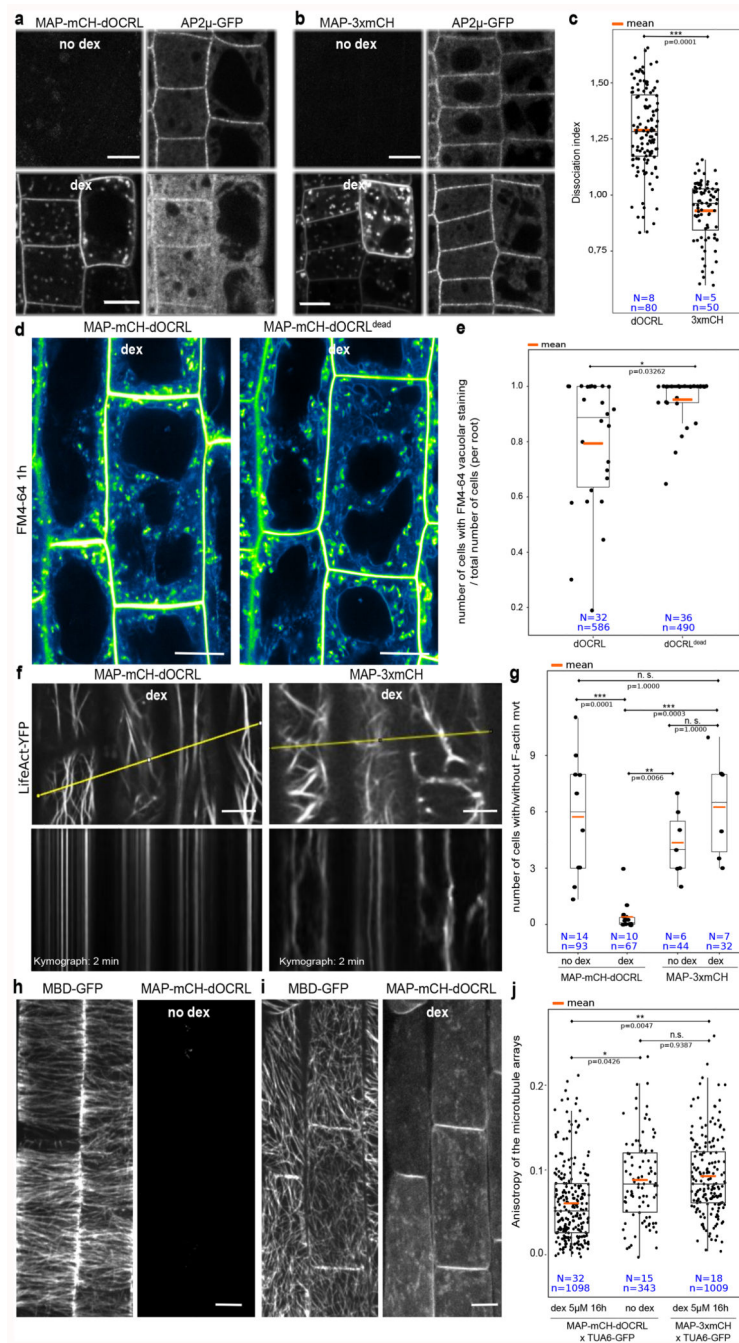 a
MAP-mCH-dOCRL
AP2μ-GFP
no dex
dex
b
MAP-3xmCH
AP2μ-GFP
no dex
dex
c
mean
***
p=0.0001
Dissociation index
1,50
1,25
1,00
0,75
N=8
n=80
N=5
n=50
dOCRL
3xmCH
d
MAP-mCH-dOCRL
MAP-mCH-dOCRLdead
dex
dex
FM4-64 1h
e
mean
*
p=0.03262
number of cells with FM4-64 vacuolar staining
/ total number of cells (per root)
1.0
0.8
0.6
0.4
0.2
N=32
n=586
N=36
n=490
dOCRL
dOCRLdead
f
MAP-mCH-dOCRL
MAP-3xmCH
dex
dex
LifeAct-YFP
Kymograph: 2 min
Kymograph: 2 min
g
mean
n. s.
p=1.0000
***
p=0.0001
***
p=0.0003
n. s.
p=1.0000
**
p=0.0066
number of cells with/without F-actin mvt
9
6
3
0
N=14
n=93
N=10
n=67
N=6
n=44
N=7
n=32
no dex
dex
no dex
dex
MAP-mCH-dOCRL
MAP-3xmCH
h
MBD-GFP
MAP-mCH-dOCRL
no dex
i
MBD-GFP
MAP-mCH-dOCRL
dex
j
mean
**
p=0.0047
n.s.
p=0.9387
*
p=0.0426
Anisotropy of the microtubule arrays
0.2
0.1
0.0
N=32
n=1098
N=15
n=343
N=18
n=1009
dex 5μM 16h
no dex
dex 5μM 16h
MAP-mCH-dOCRL
x TUA6-GFP
MAP-3xmCH
x TUA6-GFP